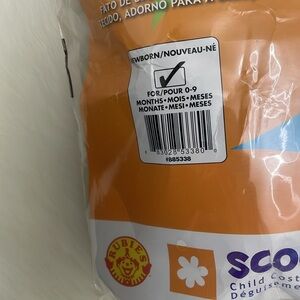 FATO DE
TECIDO, ADORNO PARA A
NEWBORN/NOUVEAU-NÉ
FOR/POUR 0-9
MONTHS•MOIS•MESES
MONATE•MESI•MESES
#885338
RUBIE'S
SCO
Child Cost
Déguiseme